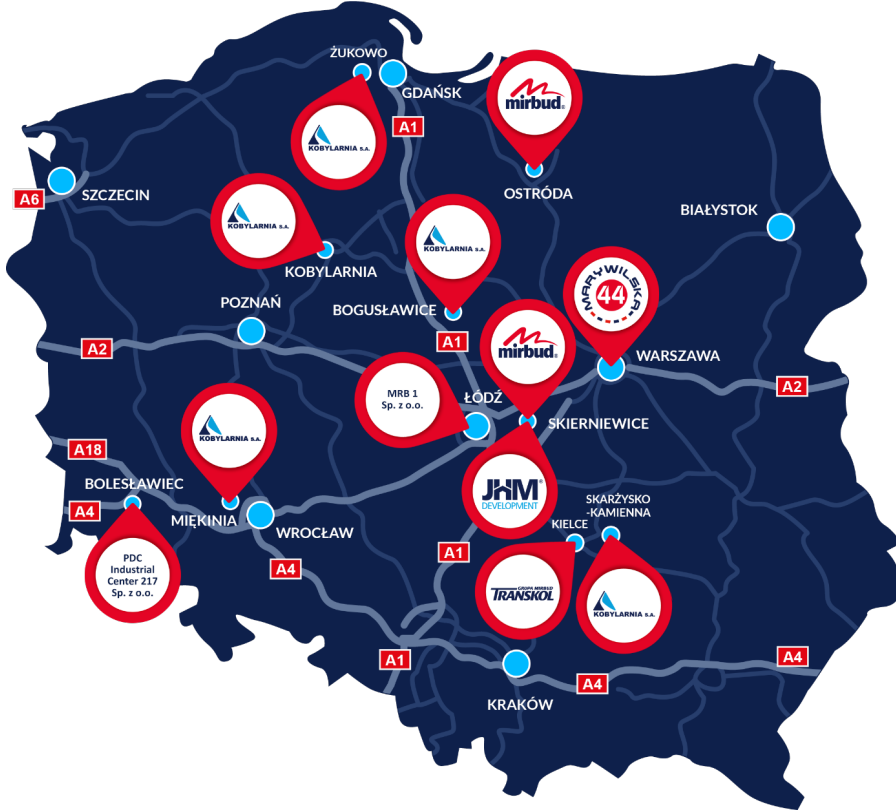 ŻUKOWO
GDAŃSK
mirbud®
A1
KOBYLARNIA S.A.
SZCZECIN
A6
OSTRÓDA
BIAŁYSTOK
KOBYLARNIA S.A.
KOBYLARNIA S.A.
KOBYLARNIA
MARYWILSKA
44
POZNAŃ
BOGUSŁAWICE
A1
mirbud®
A2
WARSZAWA
A2
MRB 1
Sp. z o.o.
ŁÓDŹ
SKIERNIEWICE
KOBYLARNIA S.A.
A18
BOLESŁAWIEC
A4
MIĘKINIA
WROCŁAW
JHM®
DEVELOPMENT
SKARŻYSKO
-KAMIENNA
KIELCE
A1
PDC
Industrial
Center 217
Sp. z o.o.
A4
GRUPA MIRBUD
TRANSKOL
KOBYLARNIA S.A.
A1
A4
A4
KRAKÓW